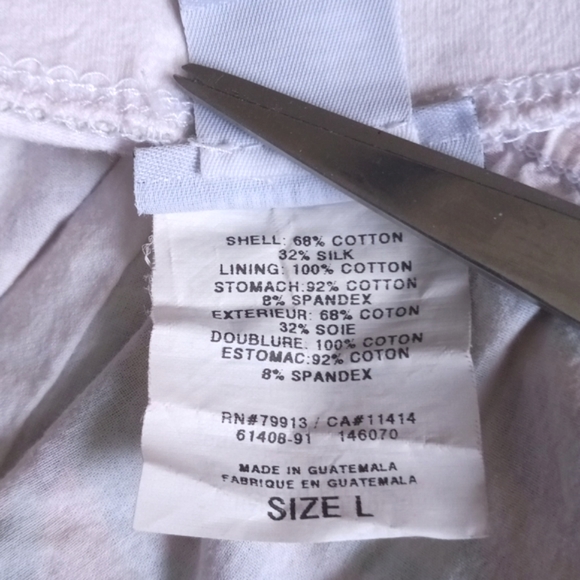 SHELL: 68% COTTON
32% SILK
LINING: 100% COTTON
STOMACH:92% COTTON
8% SPANDEX
EXTERIEUR: 68% COTON
32% SOIE
DOUBLURE: 100% COTON
ESTOMAC:92% COTON
8% SPANDEX
RN#79913 / CA#11414
61408-91 146070
MADE IN GUATEMALA
FABRIQUE EN GUATEMALA
SIZE L